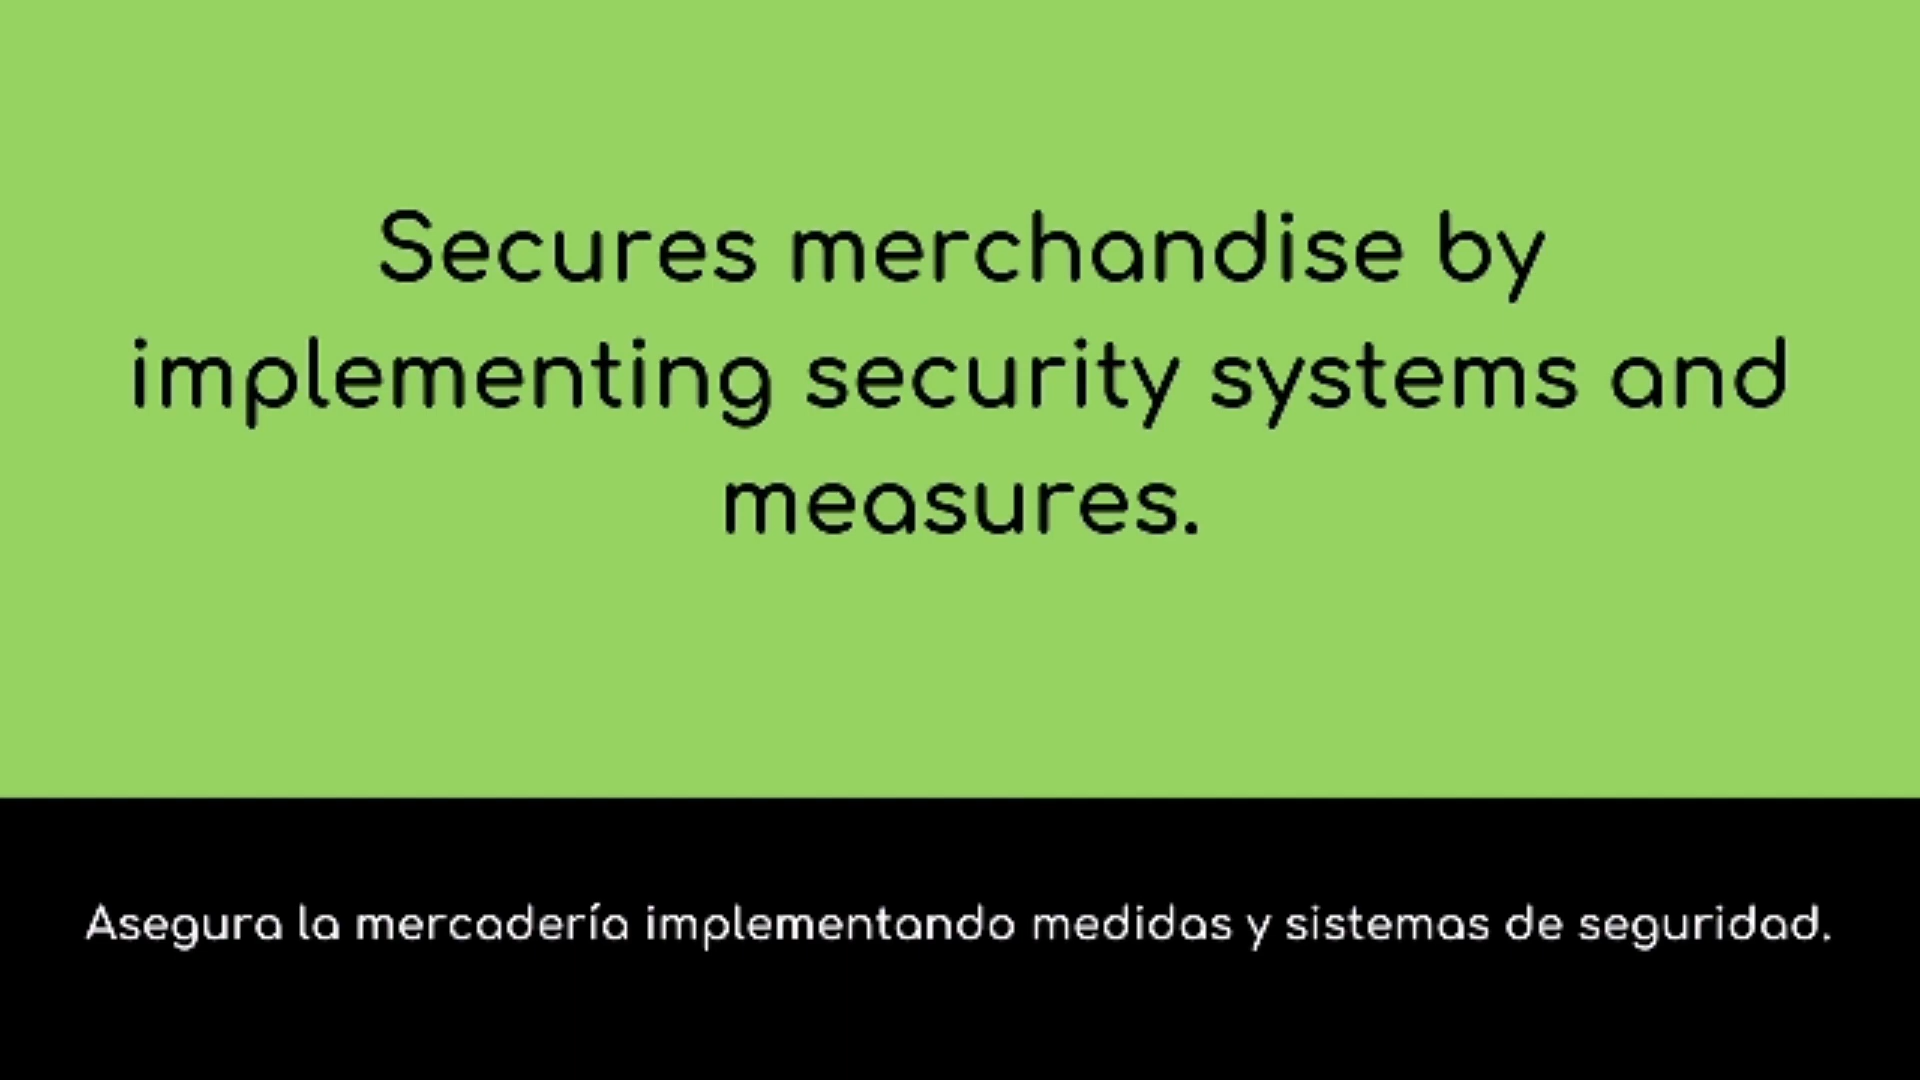 Secures merchandise by
implementing security systems and
measures.
Asegura la mercadería implementando medidas y sistemas de seguridad.